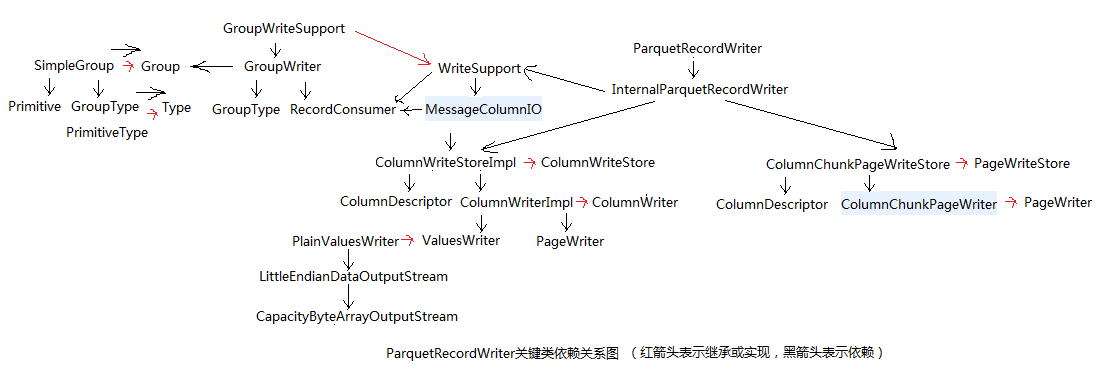 GroupWriteSupport
ParquetRecordWriter
SimpleGroup Group GroupWriter WriteSupport
InternalParquetRecordWriter
Primitive GroupType Type GroupType RecordConsumer MessageColumnIO
PrimitiveType
ColumnWriteStoreImpl ColumnWriteStore ColumnChunkPageWriteStore PageWriteStore
ColumnDescriptor ColumnWriterImpl ColumnWriter ColumnDescriptor ColumnChunkPageWriter PageWriter
PlainValuesWriter ValuesWriter PageWriter
LittleEndianDataOutputStream
CapacityByteArrayOutputStream
ParquetRecordWriter关键类依赖关系图 （红箭头表示继承或实现，黑箭头表示依赖）